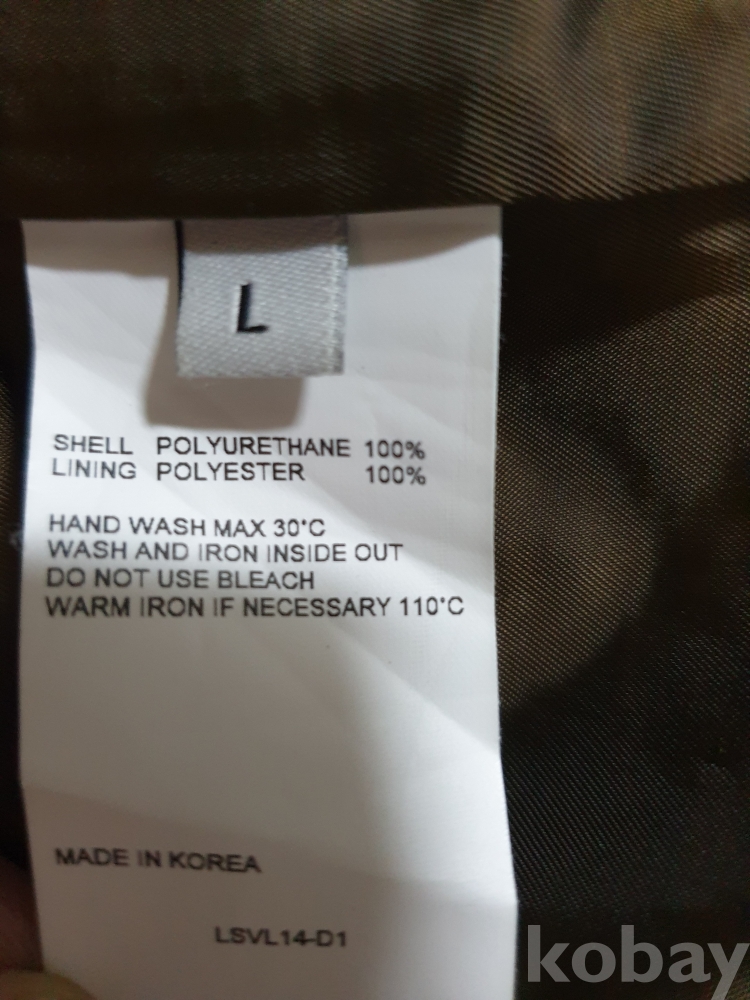 L
SHELL POLYURETHANE 100%
LINING POLYESTER 100%
HAND WASH MAX 30°C
WASH AND IRON INSIDE OUT
DO NOT USE BLEACH
WARM IRON IF NECESSARY 110°C
MADE IN KOREA
LSVL14-D1
kobay